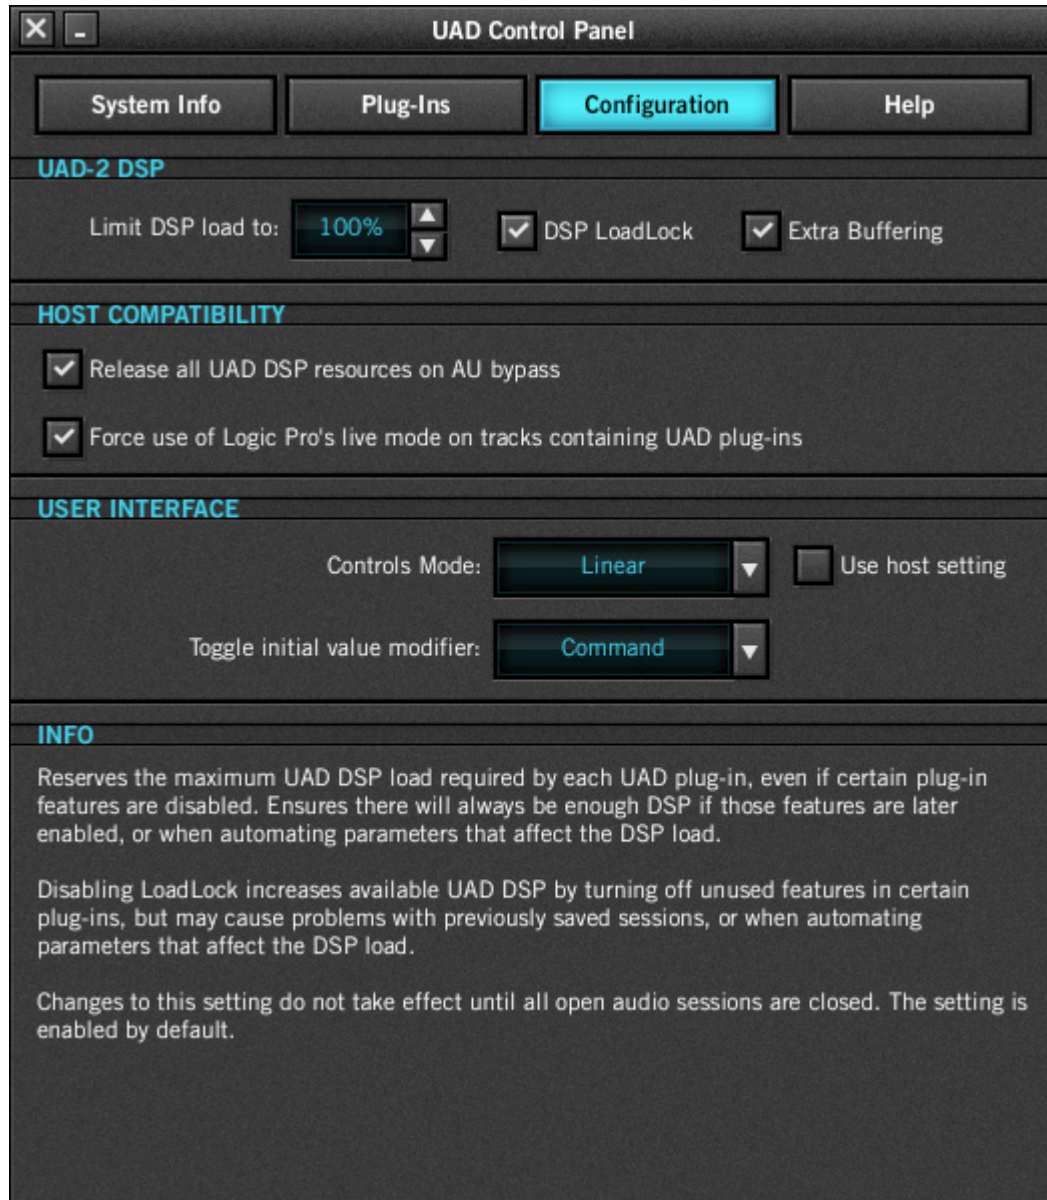 UAD Control Panel
System Info
Plug-Ins
Configuration
Help
UAD-2 DSP
Limit DSP load to: 100% DSP LoadLock Extra Buffering
HOST COMPATIBILITY
Release all UAD DSP resources on AU bypass
Force use of Logic Pro's live mode on tracks containing UAD plug-ins
USER INTERFACE
Controls Mode: Linear Use host setting
Toggle initial value modifier: Command
INFO
Reserves the maximum UAD DSP load required by each UAD plug-in, even if certain plug-in
features are disabled. Ensures there will always be enough DSP if those features are later
enabled, or when automating parameters that affect the DSP load.
Disabling LoadLock increases available UAD DSP by turning off unused features in certain
plug-ins, but may cause problems with previously saved sessions, or when automating
parameters that affect the DSP load.
Changes to this setting do not take effect until all open audio sessions are closed. The setting is
enabled by default.